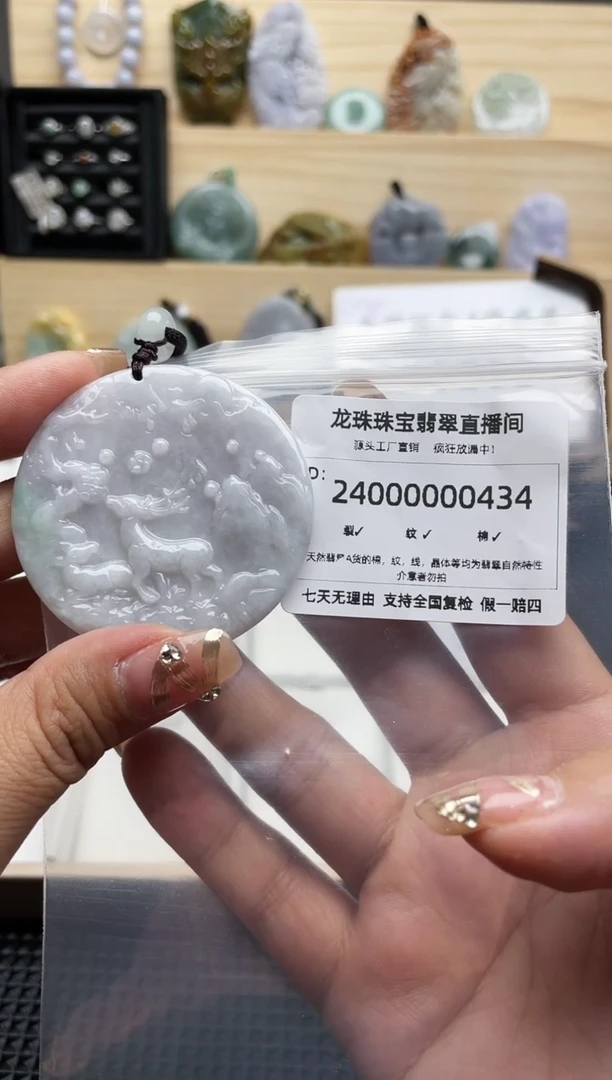 龙珠珠宝翡翠直播间
源头工厂直销 疯狂放漏中!
D:
24000000434
裂✓ 纹✓ 棉✓
天然翡翠A货的棉,纹,线,晶体等均为翡翠自然特性
介意者勿拍
七天无理由 支持全国复检 假一赔四